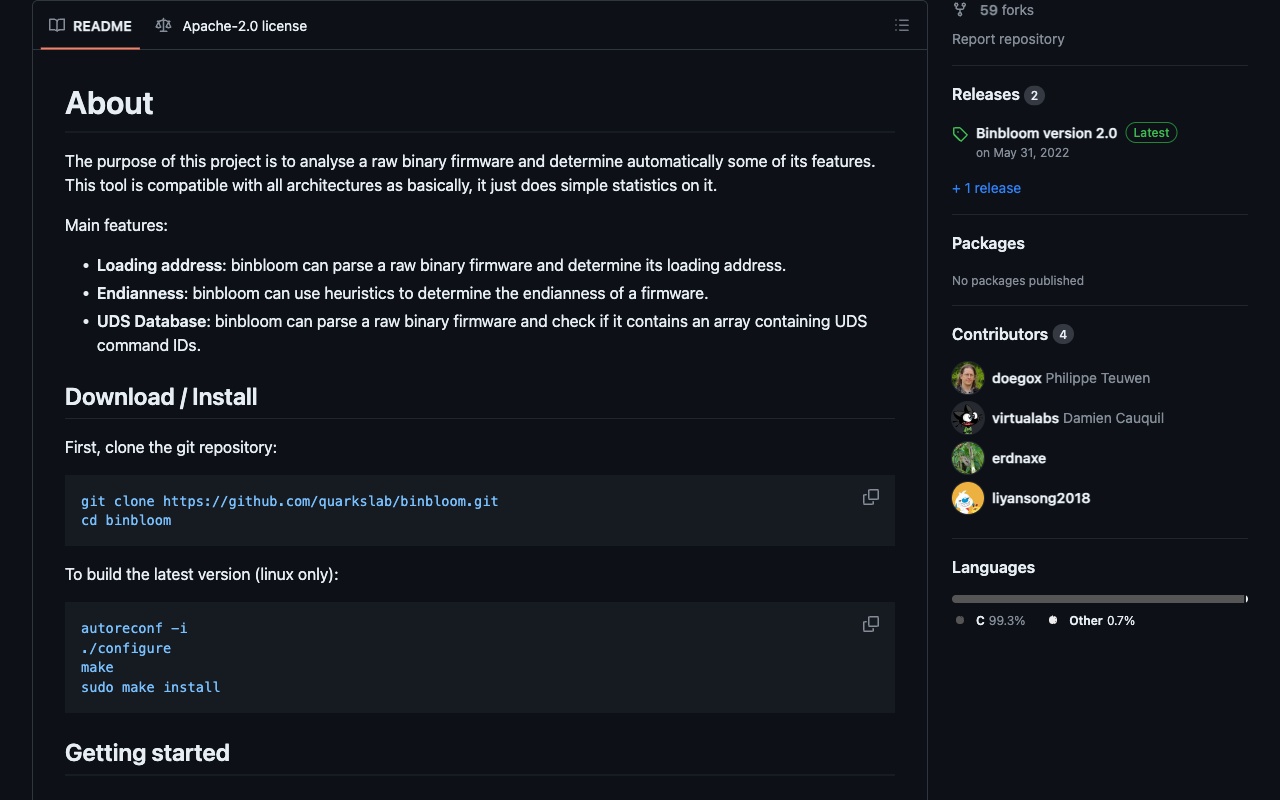 README
Apache-2.0 license
About
The purpose of this project is to analyse a raw binary firmware and determine automatically some of its features.
This tool is compatible with all architectures as basically, it just does simple statistics on it.
Main features:
• Loading address: binbloom can parse a raw binary firmware and determine its loading address.
• Endianness: binbloom can use heuristics to determine the endianness of a firmware.
• UDS Database: binbloom can parse a raw binary firmware and check if it contains an array containing UDS
command IDs.
Download / Install
First, clone the git repository:
git clone https://github.com/quarkslab/binbloom.git
cd binbloom
To build the latest version (linux only):
autoreconf -i
./configure
make
sudo make install
Getting started
59 forks
Report repository
Releases 2
Binbloom version 2.0 Latest
on May 31, 2022
+ 1 release
Packages
No packages published
Contributors 4
doegox Philippe Teuwen
virtualabs Damien Cauquil
erdnaxe
liyansong2018
Languages
C 99.3% Other 0.7%